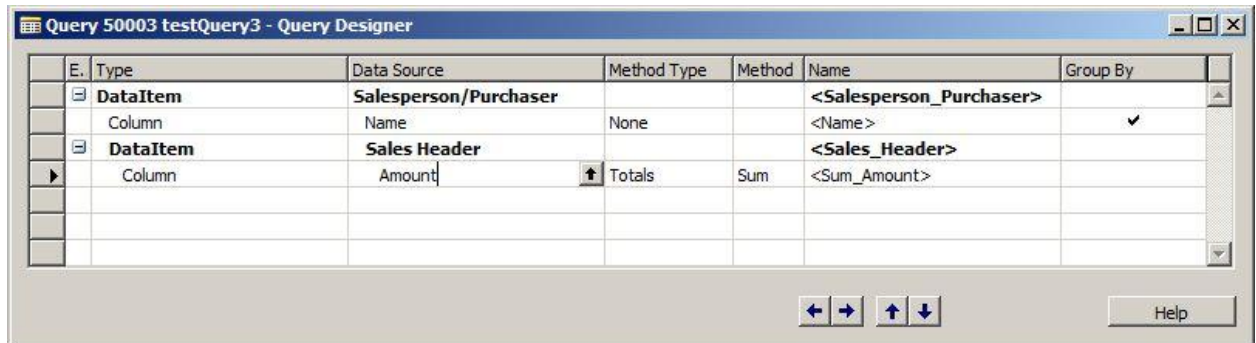 Query 50003 testQuery3 - Query Designer
E. Type Data Source Method Type Method Name Group By
DataItem Salesperson/Purchaser <Salesperson_Purchaser>
Column Name None <Name>
DataItem Sales Header <Sales_Header>
Column Amount Totals Sum <Sum_Amount>
Help